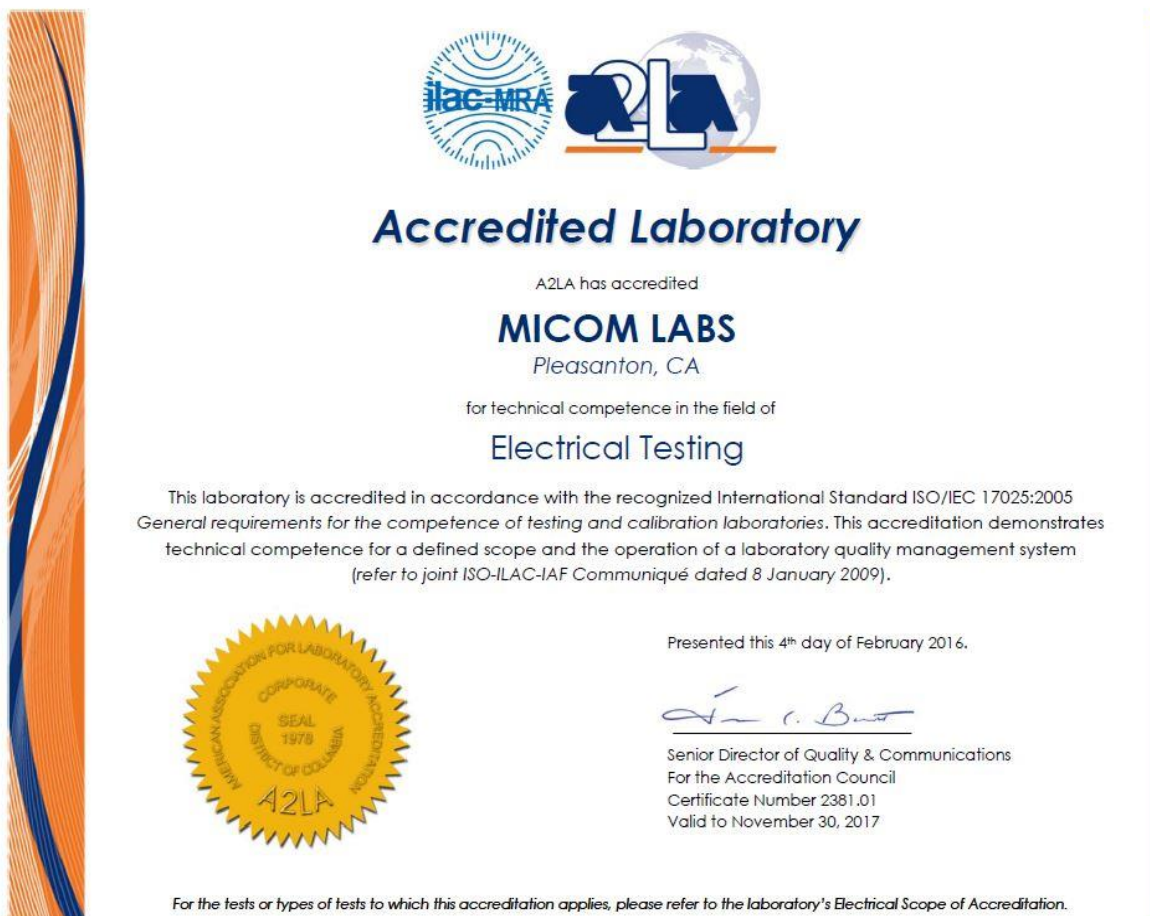 ilac-MRA
a2La
Accredited Laboratory
A2LA has accredited
MICOM LABS
Pleasanton, CA
for technical competence in the field of
Electrical Testing
This laboratory is accredited in accordance with the recognized International Standard ISO/IEC 17025:2005
General requirements for the competence of testing and calibration laboratories. This accreditation demonstrates
technical competence for a defined scope and the operation of a laboratory quality management system
(refer to joint ISO-ILAC-IAF Communiqué dated 8 January 2009).
AMERICAN ASSOCIATION FOR LABORATORY ACCREDITATION
CORPORATE
SEAL
1978
DISTRICT OF COLUMBIA
A2LA
Presented this 4th day of February 2016.
Senior Director of Quality & Communications
For the Accreditation Council
Certificate Number 2381.01
Valid to November 30, 2017
For the tests or types of tests to which this accreditation applies, please refer to the laboratory's Electrical Scope of Accreditation.